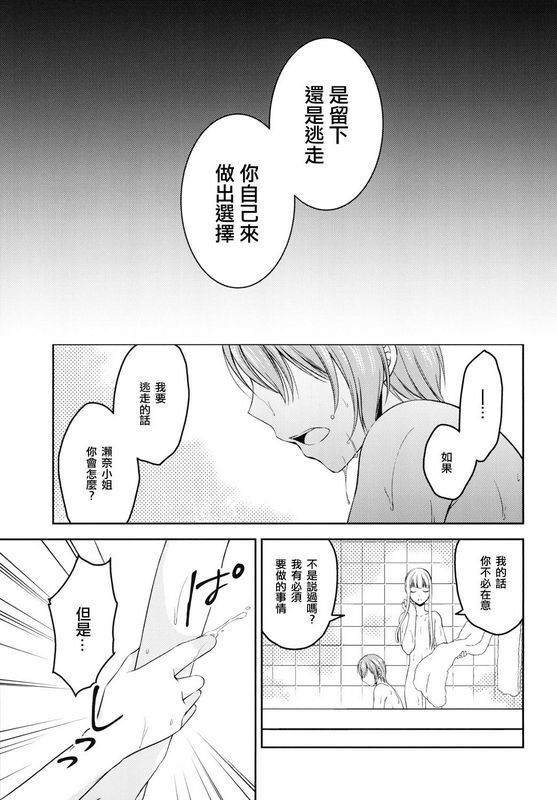 是留下
還是逃走
你自己來
做出選擇
—…
如果
我要
逃走的話
瀨奈小姐
你會怎麼？
我的話
你不必在意
不是說過嗎？
我有必須
要做的事情
ぱ
但是…
がしっ